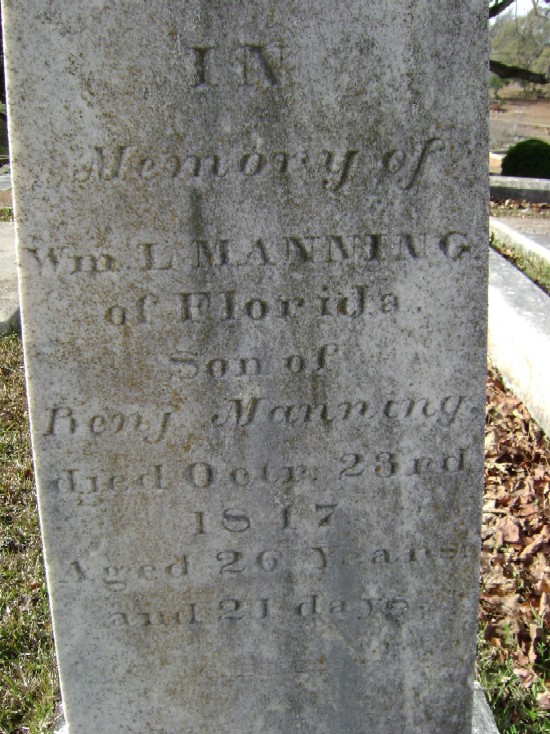 IN
Memory of
Wm L MANNING
of Florida.
Son of
Benj. Manning,
died Octr. 23rd
Aged 26 Years
and 21 days.